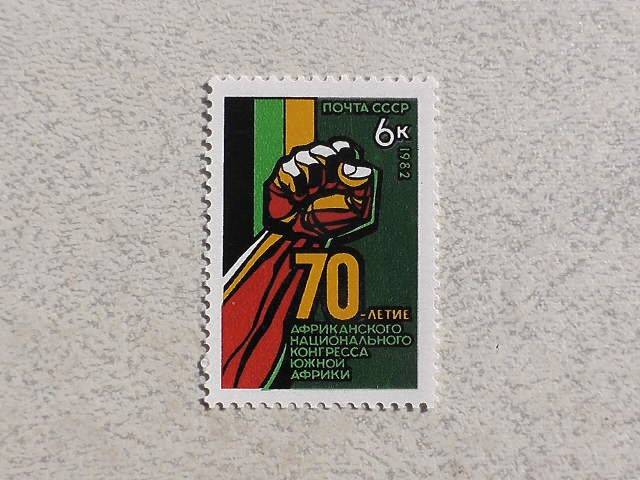 ПОЧТА СССР
6к
1982
70-ЛЕТИЕ
АФРИКАНСКОГО
НАЦИОНАЛЬНОГО
КОНГРЕССА
ЮЖНОЙ
АФРИКИ